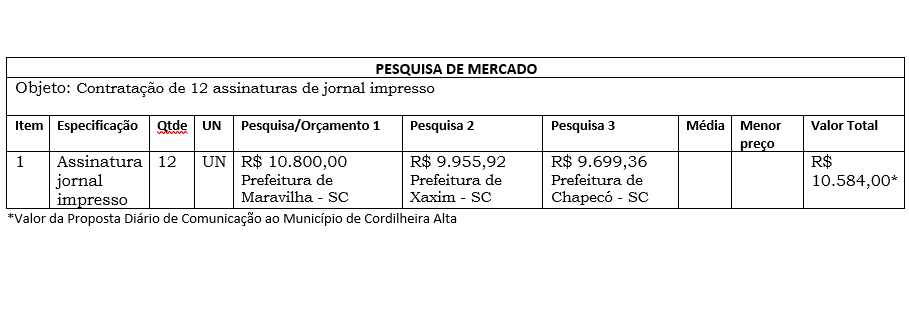 PESQUISA DE MERCADO
Objeto: Contratação de 12 assinaturas de jornal impresso
Item Especificação Qtde UN Pesquisa/Orçamento 1 Pesquisa 2 Pesquisa 3 Média Menor preço Valor Total
1 Assinatura jornal impresso 12 UN R$ 10.800,00 Prefeitura de Maravilha - SC R$ 9.955,92 Prefeitura de Xaxim - SC R$ 9.699,36 Prefeitura de Chapecó - SC R$ 10.584,00*
*Valor da Proposta Diário de Comunicação ao Município de Cordilheira Alta